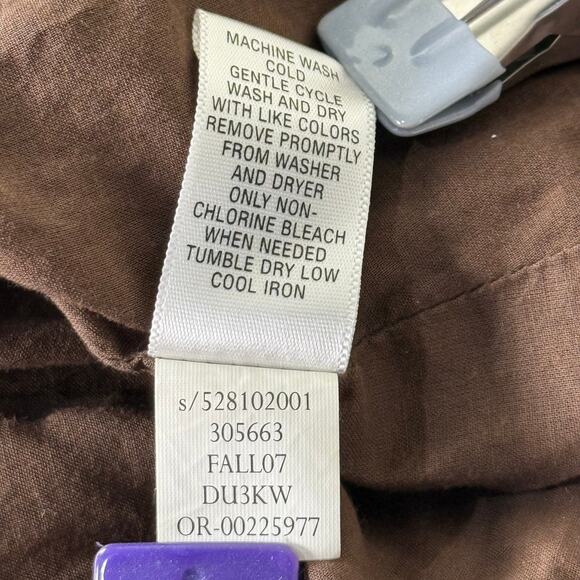 MACHINE WASH
COLD
GENTLE CYCLE
WASH AND DRY
WITH LIKE COLORS
REMOVE PROMPTLY
FROM WASHER
AND DRYER
ONLY NON-
CHLORINE BLEACH
WHEN NEEDED
TUMBLE DRY LOW
COOL IRON
s/528102001
305663
FALL07
DU3KW
OR-00225977